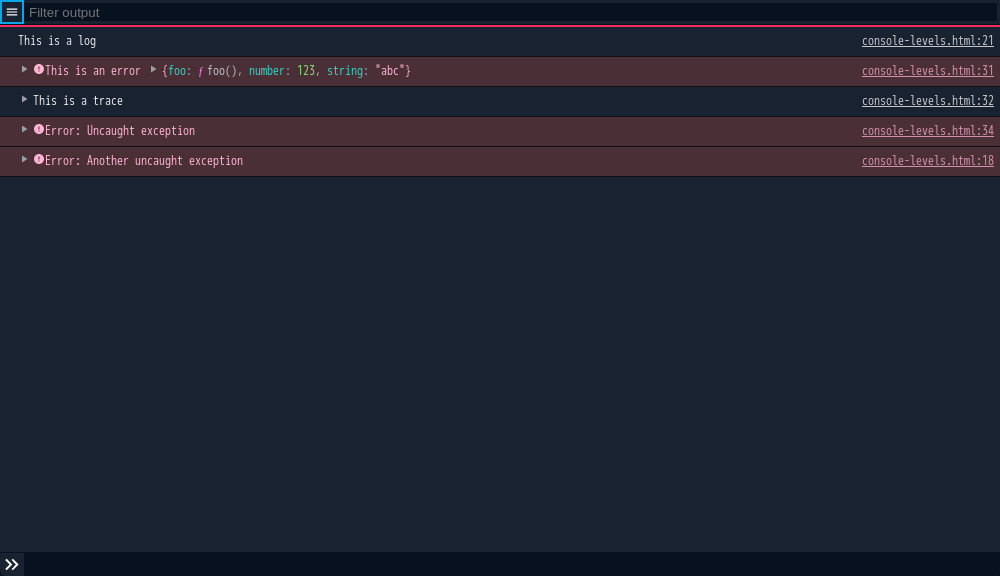 Filter output
This is a log console-levels.html:21
This is an error {foo: ƒ foo(), number: 123, string: "abc"} console-levels.html:31
This is a trace console-levels.html:32
Error: Uncaught exception console-levels.html:34
Error: Another uncaught exception console-levels.html:18